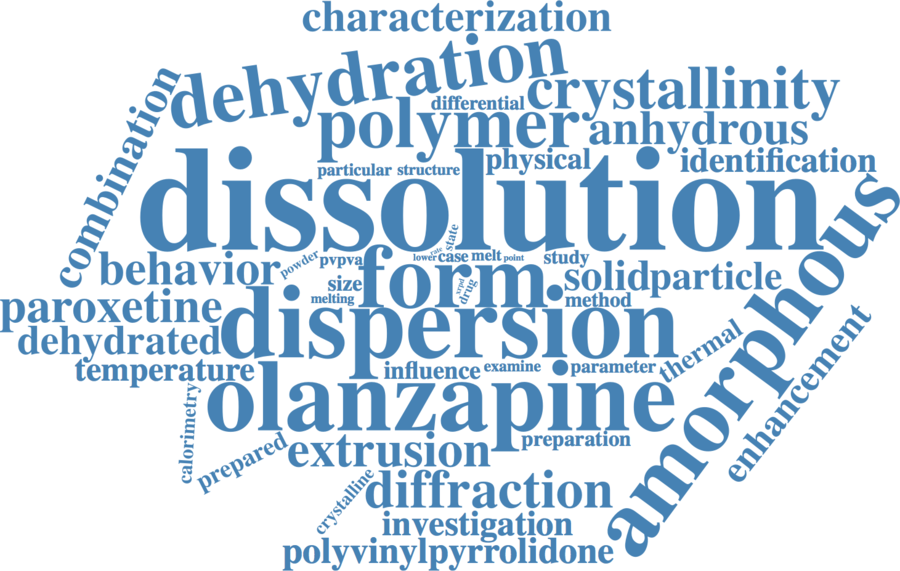 characterization
dehydration
crystallinity
differential
polymer
anhydrous
combination
physical
identification
particular
structure
dissolution
amorphous
state
rate
lower
case
melt
point
study
powder
pvpva
behavior
form
solid
particle
size
xrpd
drug
melting
method
paroxetine
dispersion
dehydrated
thermal
enhancement
temperature
influence
examine
parameter
olanzapine
calorimetry
preparation
prepared
extrusion
crystalline
diffraction
investigation
polyvinylpyrrolidone